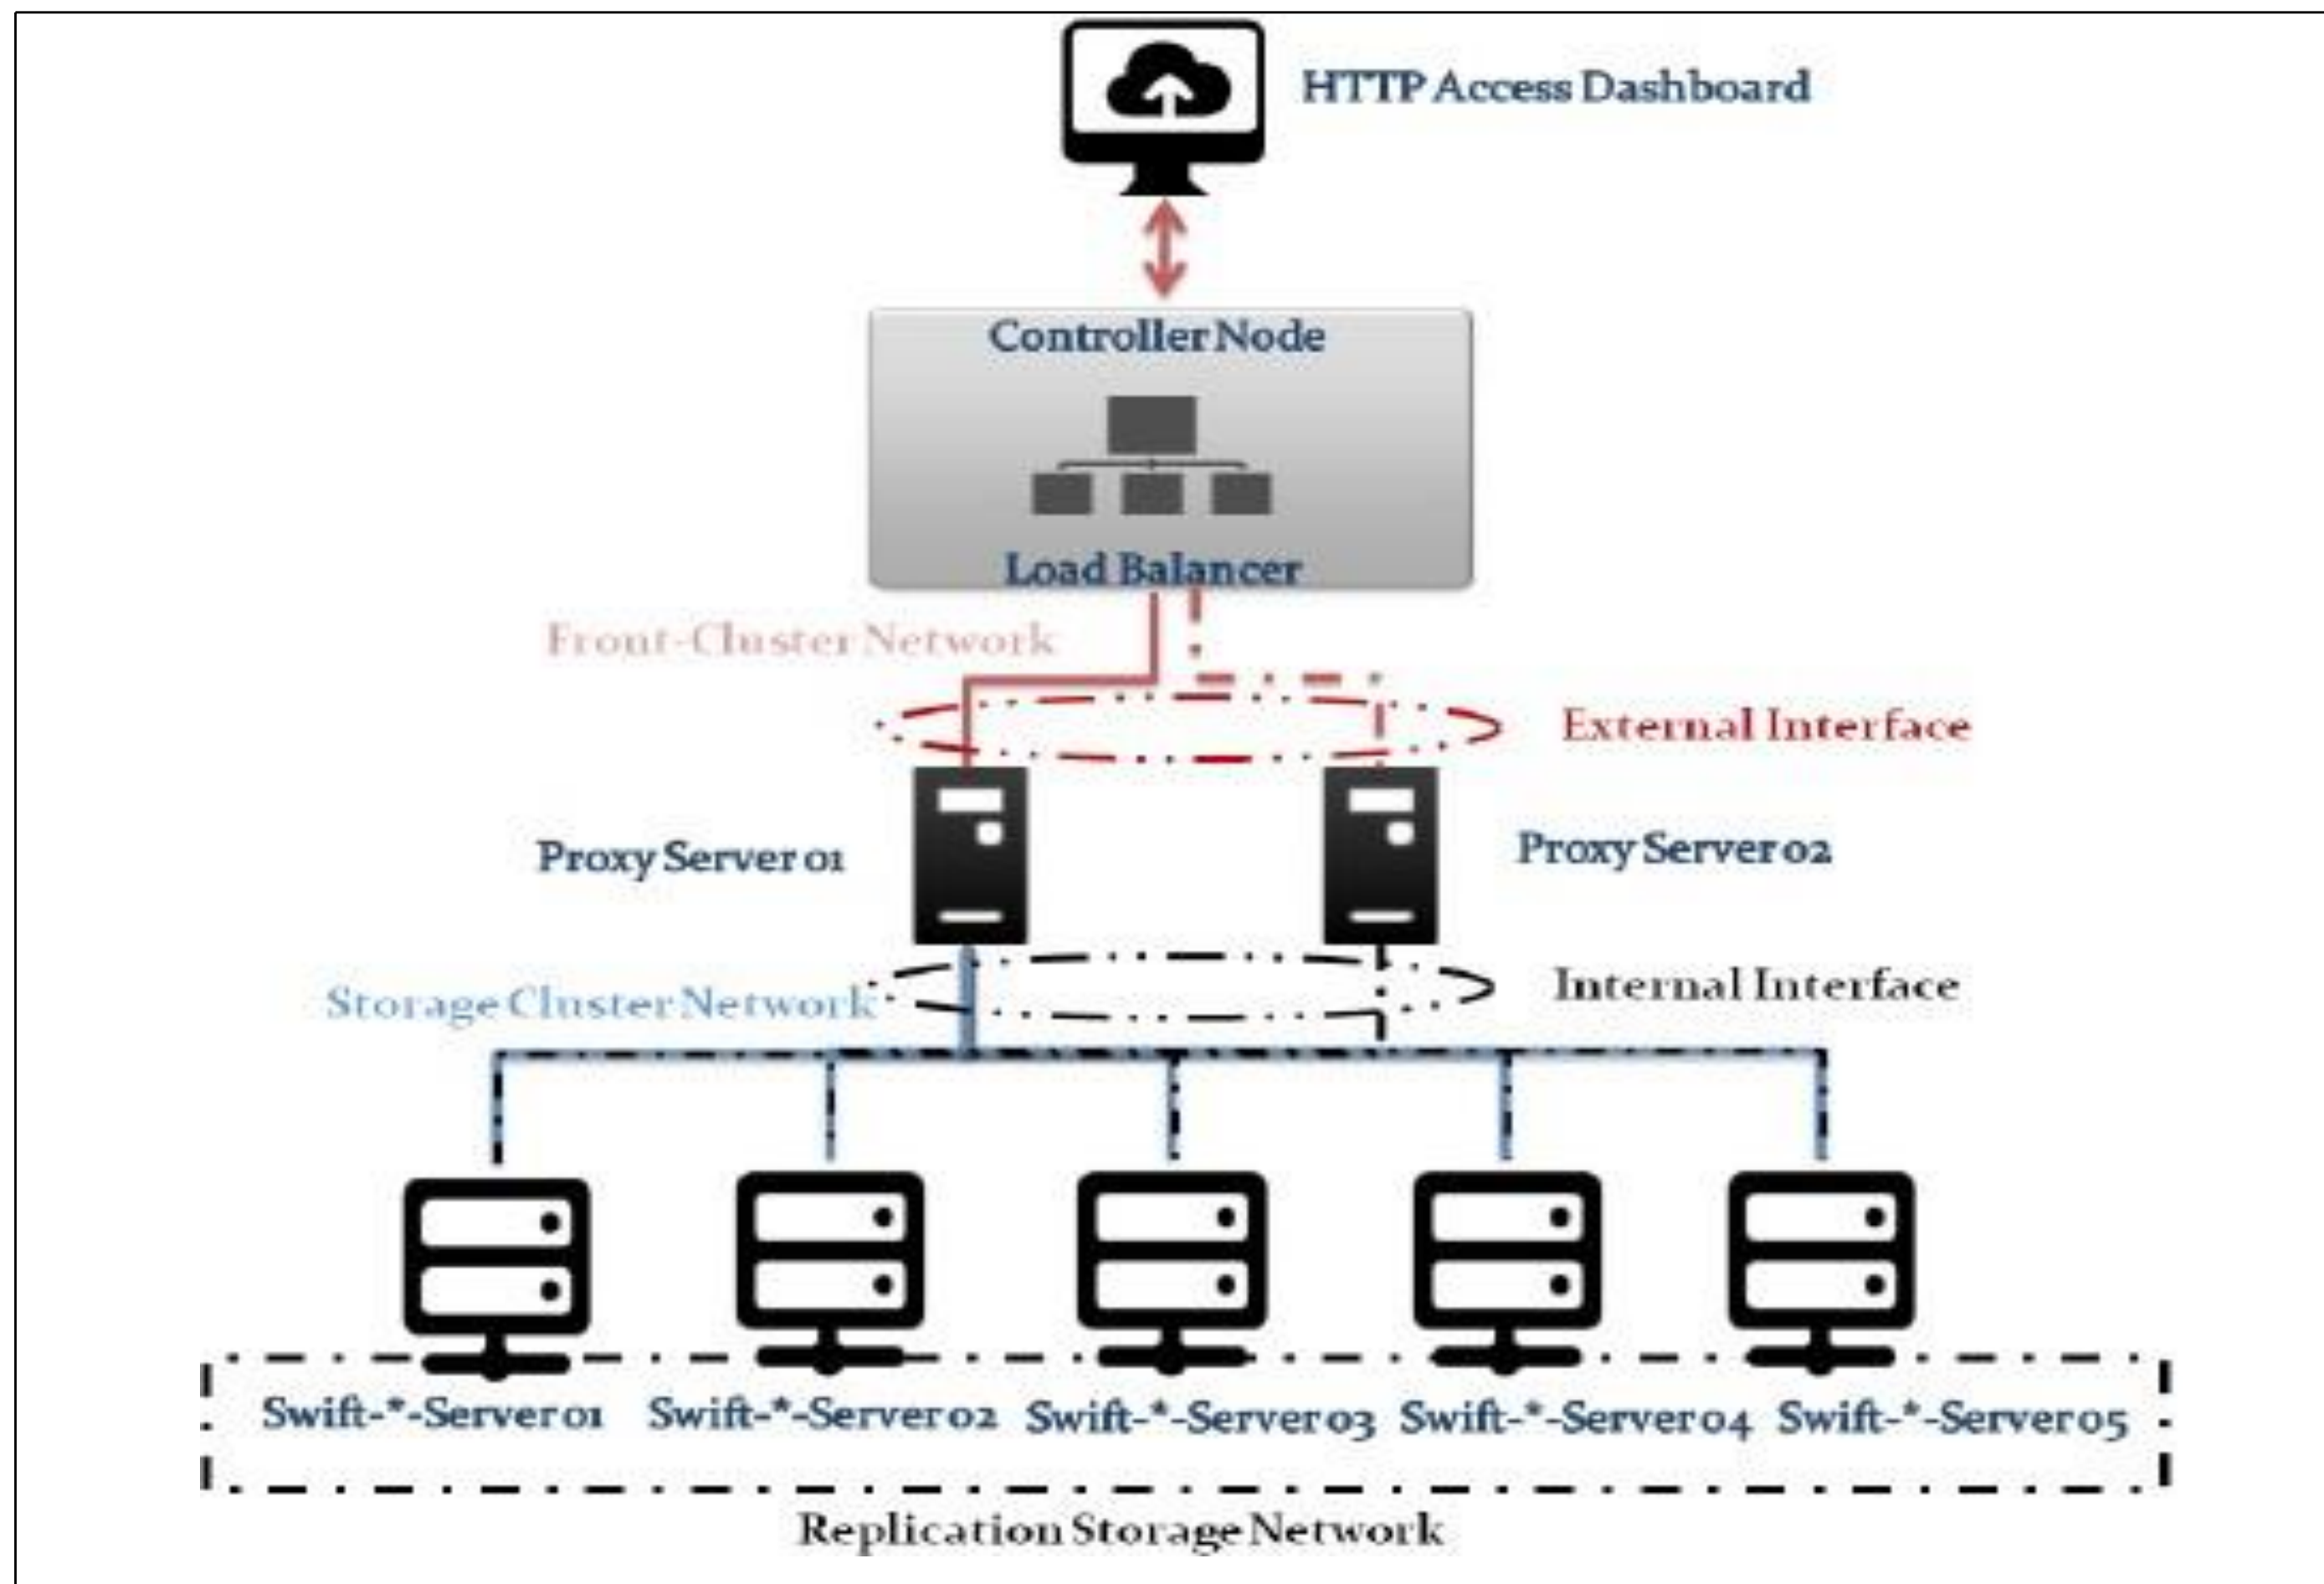 HTTP Access Dashboard
Controller Node
Load Balancer
Front-Cluster Network
External Interface
Proxy Server 01
Proxy Server 02
Storage Cluster Network
Internal Interface
Swift-*-Server 01
Swift-*-Server 02
Swift-*-Server 03
Swift-*-Server 04
Swift-*-Server 05
Replication Storage Network